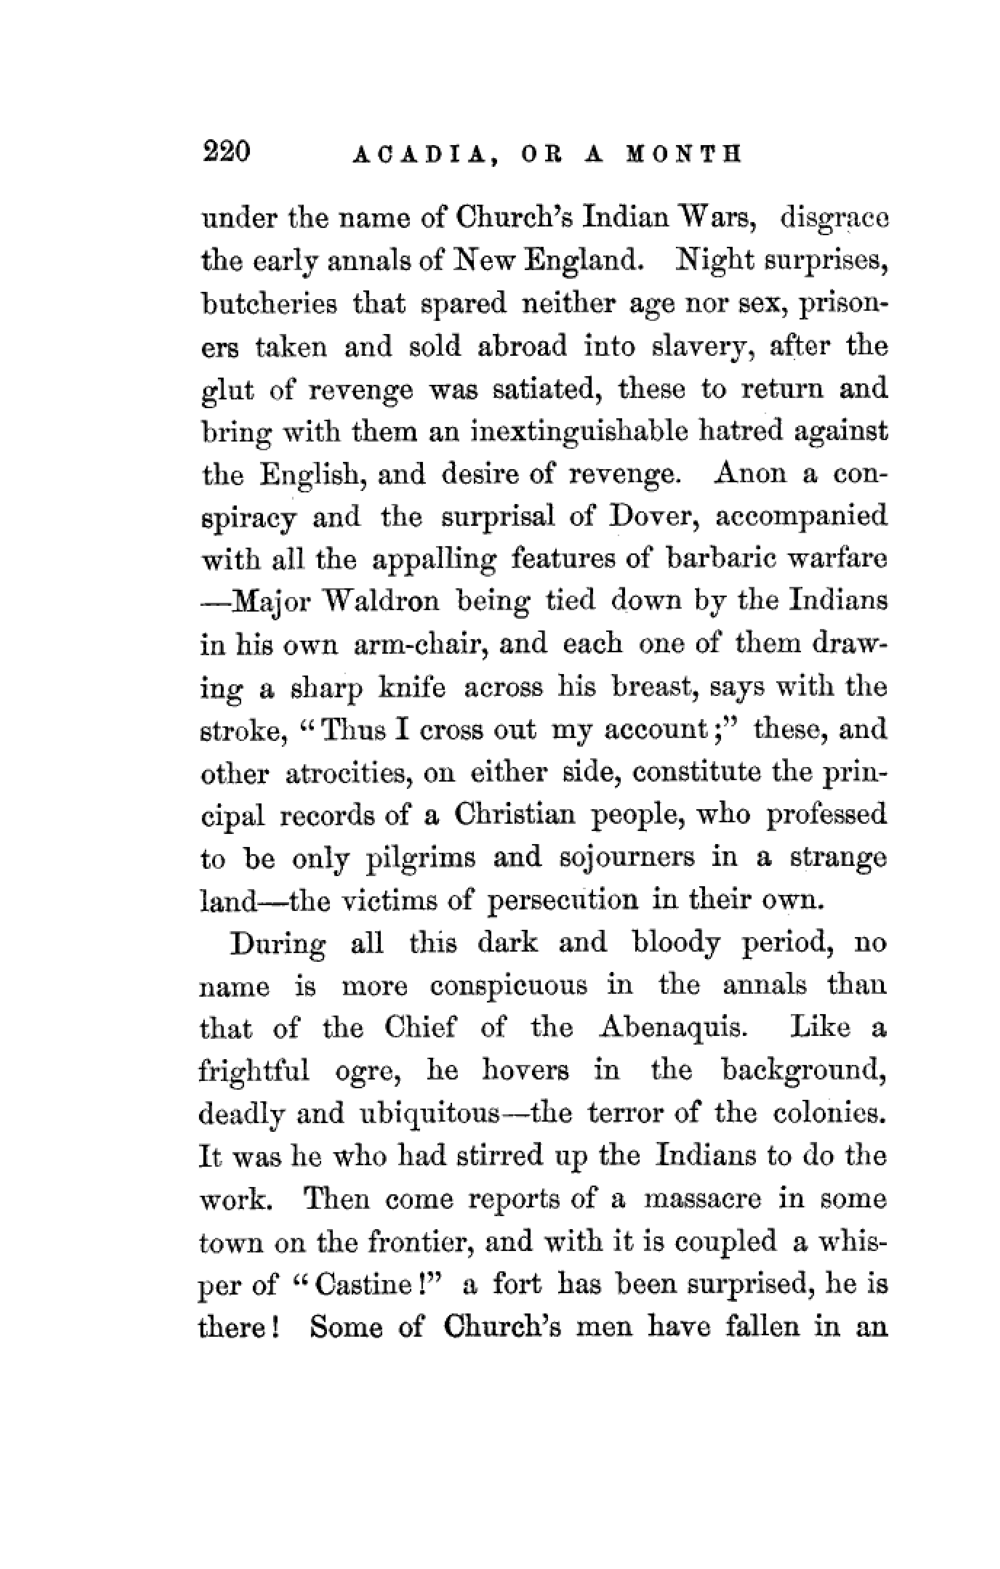 220 ACADIA, OR A MONTH
under the name of Church's Indian Wars, disgrace
the early annals of New England. Night surprises,
butcheries that spared neither age nor sex, prison-
ers taken and sold abroad into slavery, after the
glut of revenge was satiated, these to return and
bring with them an inextinguishable hatred against
the English, and desire of revenge. Anon a con-
spiracy and the surprisal of Dover, accompanied
with all the appalling features of barbaric warfare
—Major Waldron being tied down by the Indians
in his own arm-chair, and each one of them draw-
ing a sharp knife across his breast, says with the
stroke, “Thus I cross out my account;” these, and
other atrocities, on either side, constitute the prin-
cipal records of a Christian people, who professed
to be only pilgrims and sojourners in a strange
land—the victims of persecution in their own.
During all this dark and bloody period, no
name is more conspicuous in the annals than
that of the Chief of the Abenaquis. Like a
frightful ogre, he hovers in the background,
deadly and ubiquitous—the terror of the colonies.
It was he who had stirred up the Indians to do the
work. Then come reports of a massacre in some
town on the frontier, and with it is coupled a whis-
per of “Castine!” a fort has been surprised, he is
there! Some of Church's men have fallen in an